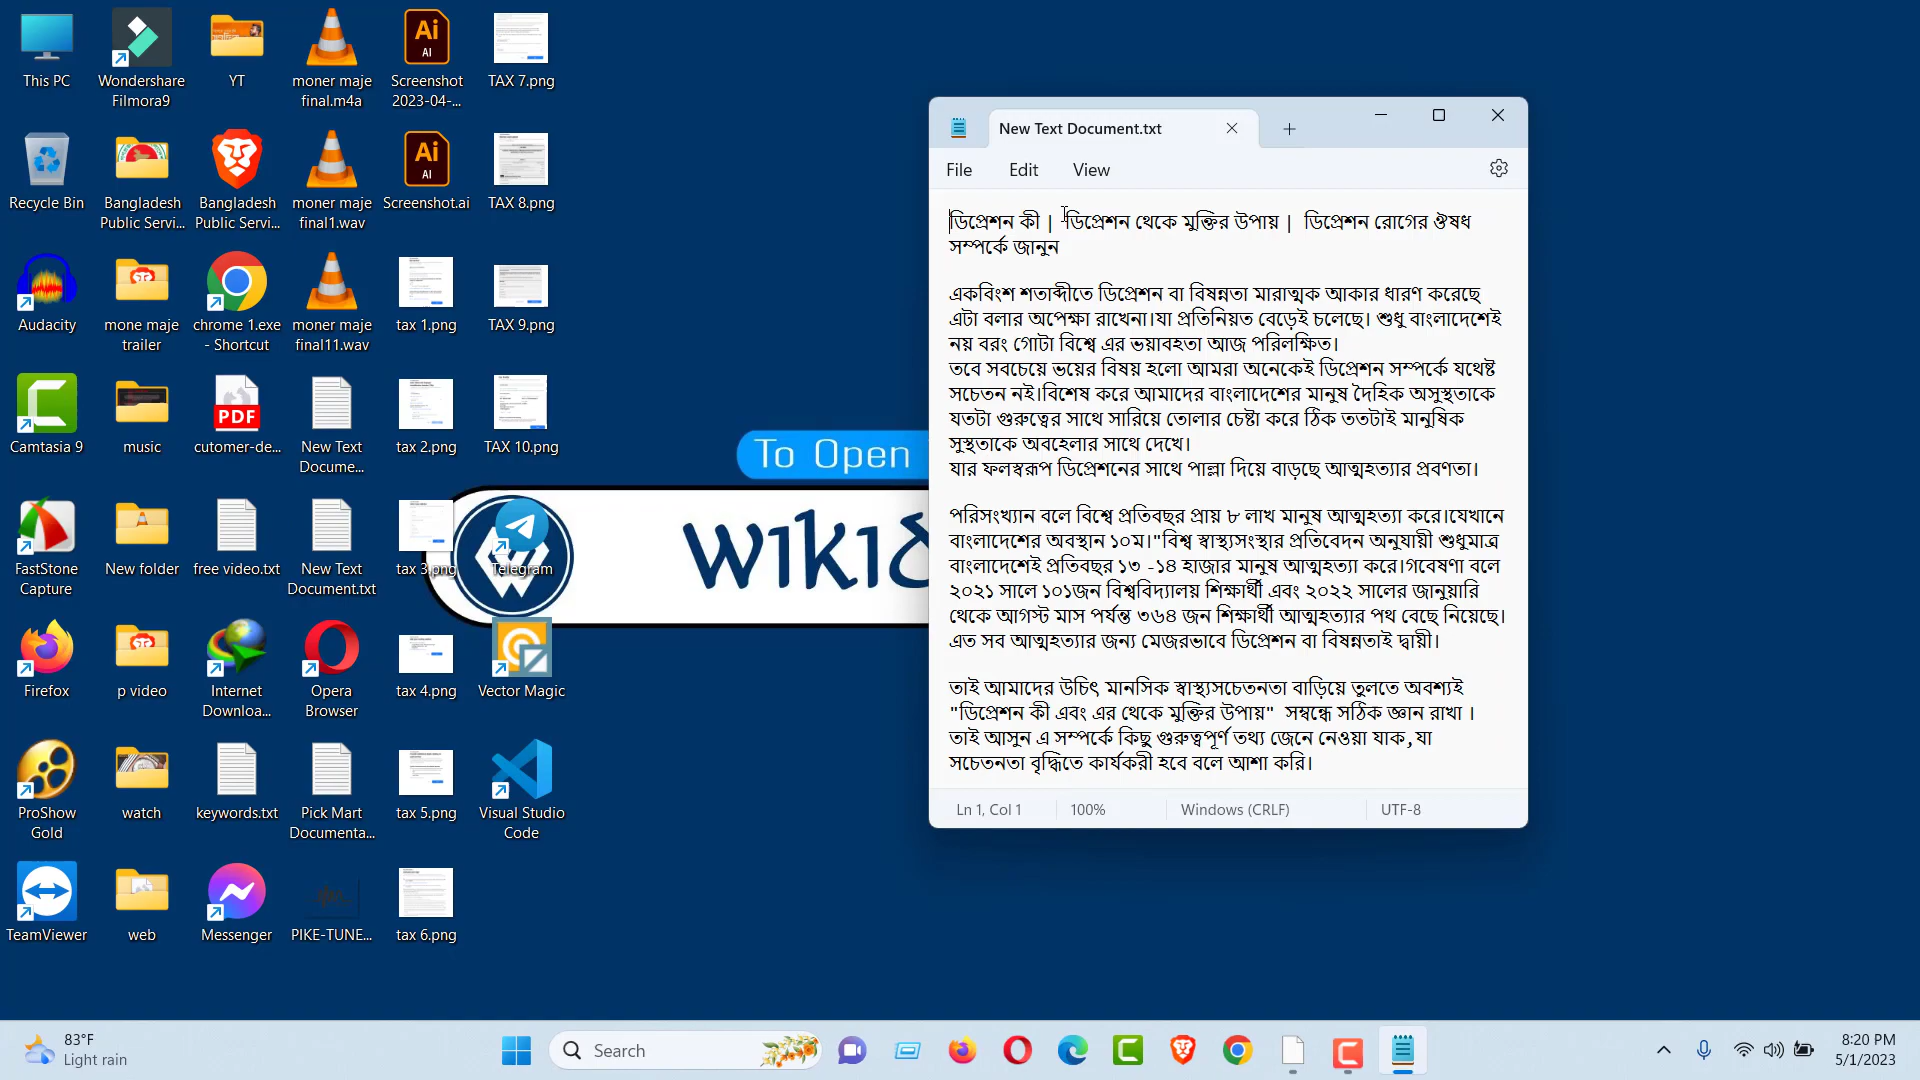 This PC
Wondershare Filmora9
YT
moner maje final.m4a
Screenshot 2023-04-...
TAX 7.png
Recycle Bin
Bangladesh Public Servi...
Bangladesh Public Servi...
moner maje final1.wav
Screenshot.ai
TAX 8.png
Audacity
mone maje trailer
chrome 1.exe - Shortcut
moner maje final11.wav
tax 1.png
TAX 9.png
Camtasia 9
music
PDF
cutomer-de...
New Text Docume...
tax 2.png
TAX 10.png
FastStone Capture
New folder
free video.txt
New Text Document.txt
tax 3.png
Telegram
Firefox
p video
Internet Downloa...
Opera Browser
tax 4.png
Vector Magic
ProShow Gold
watch
keywords.txt
Pick Mart Documenta...
tax 5.png
Visual Studio Code
TeamViewer
web
Messenger
PIKE-TUNE...
tax 6.png
Ai
AI
Ai
AI
To Open
wikid
New Text Document.txt
File Edit View
ডিপ্রেশন কী | ডিপ্রেশন থেকে মুক্তির উপায় | ডিপ্রেশন রোগের ঔষধ
সম্পর্কে জানুন
একবিংশ শতাব্দীতে ডিপ্রেশন বা বিষন্নতা মারাত্মক আকার ধারণ করেছে
এটা বলার অপেক্ষা রাখেনা।যা প্রতিনিয়ত বেড়েই চলেছে। শুধু বাংলাদেশেই
নয় বরং গোটা বিশ্বে এর ভয়াবহতা আজ পরিলক্ষিত।
তবে সবচেয়ে ভয়ের বিষয় হলো আমরা অনেকেই ডিপ্রেশন সম্পর্কে যথেষ্ট
সচেতন নই।বিশেষ করে আমাদের বাংলাদেশের মানুষ দৈহিক অসুস্থতাকে
যতটা গুরুত্বের সাথে সারিয়ে তোলার চেষ্টা করে ঠিক ততটাই মানুষিক
সুস্থতাকে অবহেলার সাথে দেখে।
যার ফলস্বরূপ ডিপ্রেশনের সাথে পাল্লা দিয়ে বাড়ছে আত্মহত্যার প্রবণতা।
পরিসংখ্যান বলে বিশ্বে প্রতিবছর প্রায় ৮ লাখ মানুষ আত্মহত্যা করে।যেখানে
বাংলাদেশের অবস্থান ১০ম।"বিশ্ব স্বাস্থ্যসংস্থার প্রতিবেদন অনুযায়ী শুধুমাত্র
বাংলাদেশেই প্রতিবছর ১৩ -১৪ হাজার মানুষ আত্মহত্যা করে।গবেষণা বলে
২০২১ সালে ১০১জন বিশ্ববিদ্যালয় শিক্ষার্থী এবং ২০২২ সালের জানুয়ারি
থেকে আগস্ট মাস পর্যন্ত ৩৬৪ জন শিক্ষার্থী আত্মহত্যার পথ বেছে নিয়েছে।
এত সব আত্মহত্যার জন্য মেজরভাবে ডিপ্রেশন বা বিষন্নতাই দ্বায়ী।
তাই আমাদের উচিৎ মানসিক স্বাস্থ্যসচেতনতা বাড়িয়ে তুলতে অবশ্যই
"ডিপ্রেশন কী এবং এর থেকে মুক্তির উপায়" সম্বন্ধে সঠিক জ্ঞান রাখা ।
তাই আসুন এ সম্পর্কে কিছু গুরুত্বপূর্ণ তথ্য জেনে নেওয়া যাক,যা
সচেতনতা বৃদ্ধিতে কার্যকরী হবে বলে আশা করি।
Ln 1, Col 1 100% Windows (CRLF) UTF-8
83°F
Light rain
Search
8:20 PM
5/1/2023